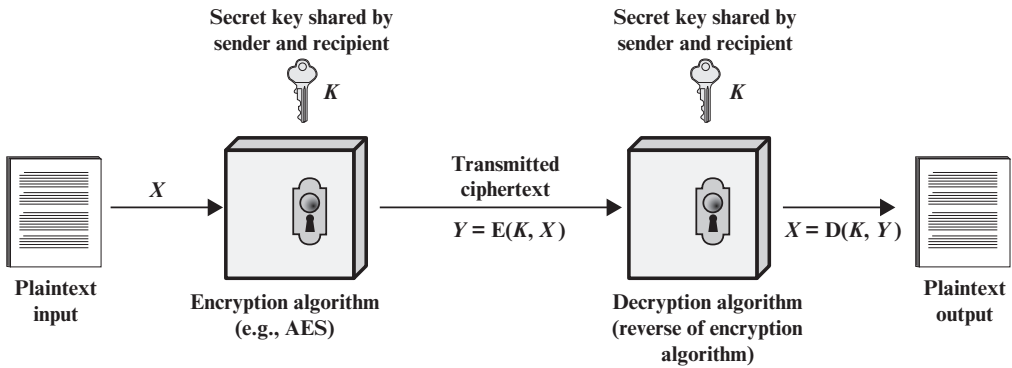 Secret key shared by
sender and recipient
K
Secret key shared by
sender and recipient
K
X
Transmitted
ciphertext
Y = E(K, X)
X = D(K, Y)
Plaintext
input
Encryption algorithm
(e.g., AES)
Decryption algorithm
(reverse of encryption
algorithm)
Plaintext
output